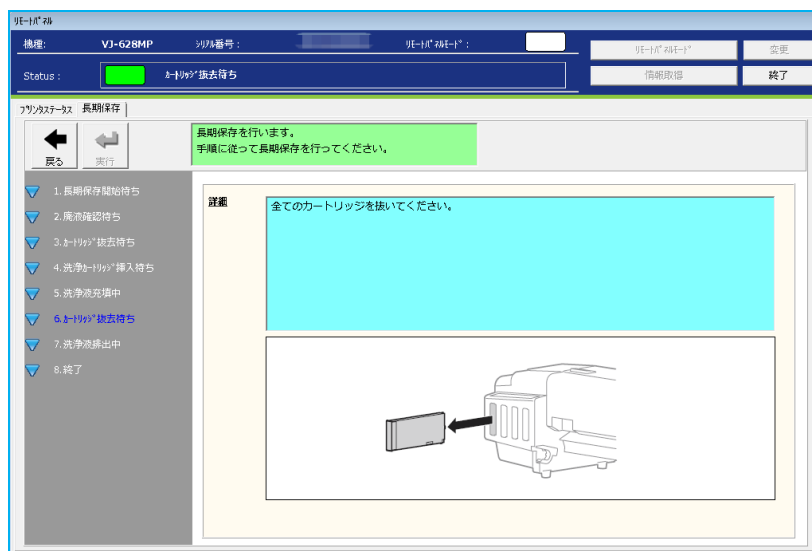 ﾘﾓｰﾄﾊﾟﾈﾙ
機種: VJ-628MP ｼﾘｱﾙ番号: ﾘﾓｰﾄﾊﾟﾈﾙﾓｰﾄﾞ: ﾘﾓｰﾄﾊﾟﾈﾙﾓｰﾄﾞ 変更
Status: ｶｰﾄﾘｯｼﾞ抜去待ち 情報取得 終了
ﾌﾟﾘﾝﾀｽﾃｰﾀｽ 長期保存
戻る 実行
長期保存を行います。
手順に従って長期保存を行ってください。
1.長期保存開始待ち
2.廃液確認待ち
3.ｶｰﾄﾘｯｼﾞ抜去待ち
4.洗浄ｶｰﾄﾘｯｼﾞ挿入待ち
5.洗浄液充填中
6.ｶｰﾄﾘｯｼﾞ抜去待ち
7.洗浄液排出中
8.終了
詳細
全てのカートリッジを抜いてください。